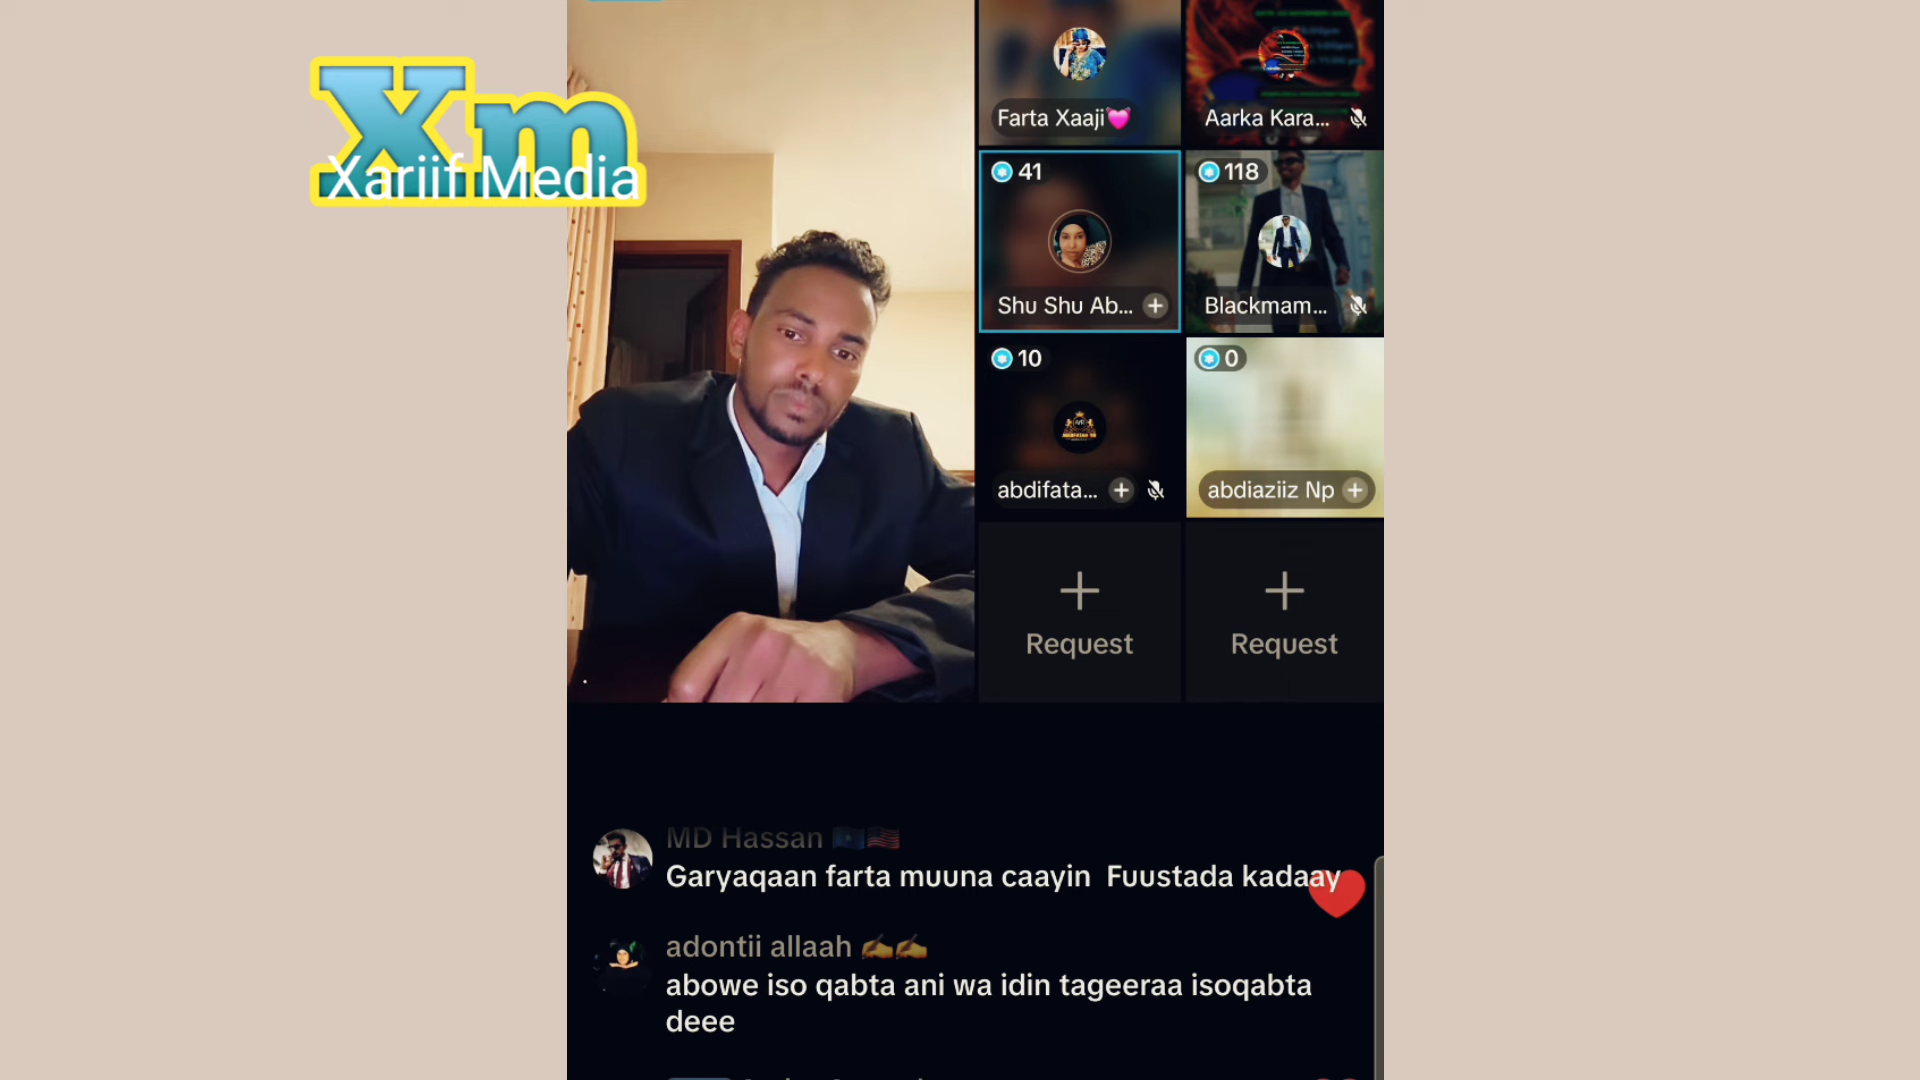 Xm
Xariif Media
Farta Xaaji💗
Aarka Kara...
41
118
Shu Shu Ab...
Blackmam...
10
0
abdifata...
abdiaziiz Np
Request
Request
MD Hassan 🇸🇴🇺🇸
Garyaqaan farta muuna caayin Fuustada kadaay
adontii allaah ✍️✍️
abowe iso qabta ani wa idin tageeraa isoqabta
deee